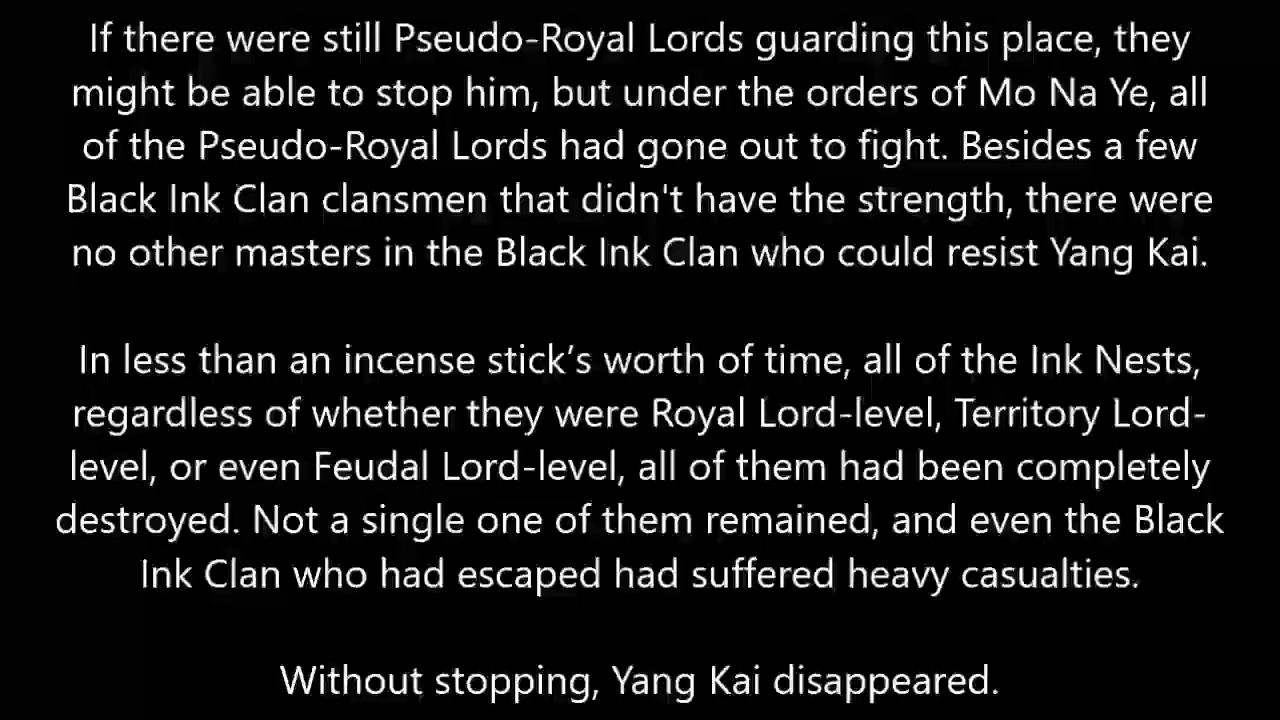 If there were still Pseudo-Royal Lords guarding this place, they
might be able to stop him, but under the orders of Mo Na Ye, all
of the Pseudo-Royal Lords had gone out to fight. Besides a few
Black Ink Clan clansmen that didn't have the strength, there were
no other masters in the Black Ink Clan who could resist Yang Kai.
In less than an incense stick’s worth of time, all of the Ink Nests,
regardless of whether they were Royal Lord-level, Territory Lord-
level, or even Feudal Lord-level, all of them had been completely
destroyed. Not a single one of them remained, and even the Black
Ink Clan who had escaped had suffered heavy casualties.
Without stopping, Yang Kai disappeared.